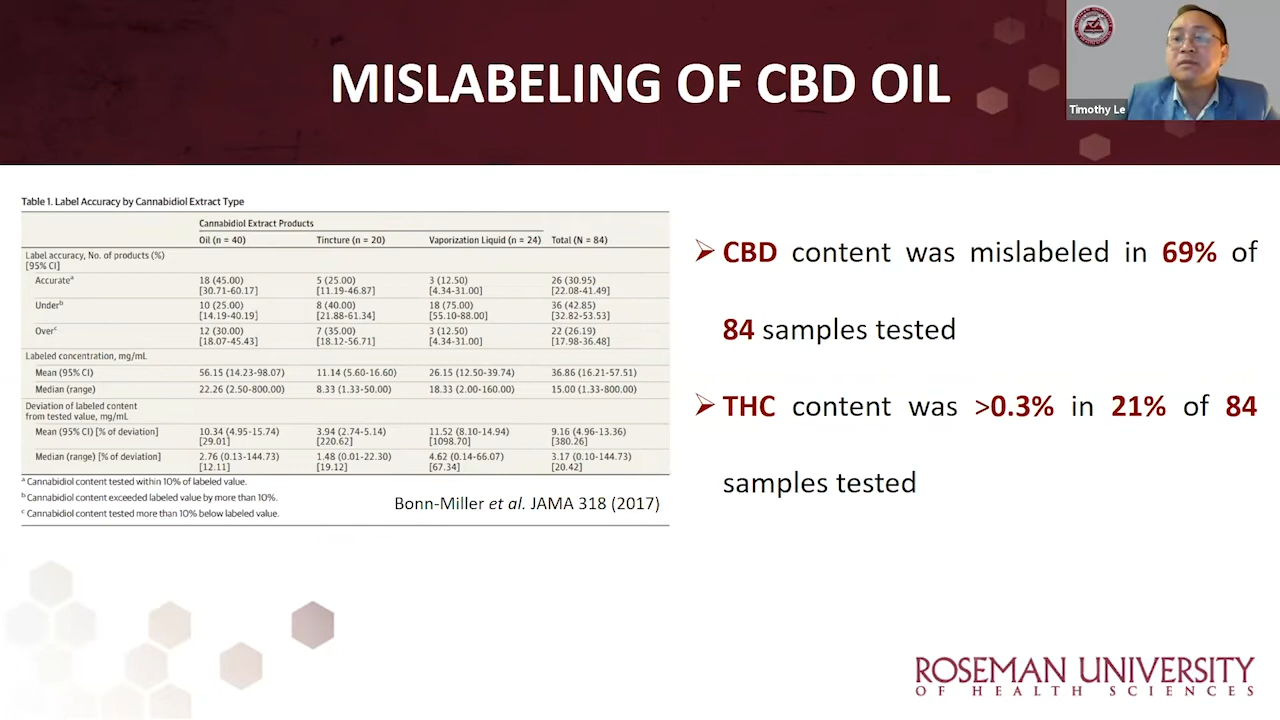 MISLABELING OF CBD OIL
Timothy Le
Table 1. Label Accuracy by Cannabidiol Extract Type
Cannabidiol Extract Products
Oil (n = 40) Tincture (n = 20) Vaporization Liquid (n = 24) Total (N = 84)
Label accuracy, No. of products (%)
[95% CI]
Accurateᵃ 18 (45.00) 5 (25.00) 3 (12.50) 26 (30.95)
[30.71-60.17] [11.19-46.87] [4.34-31.00] [22.08-41.49]
Underᵇ 10 (25.00) 8 (40.00) 18 (75.00) 36 (42.85)
[14.19-40.19] [21.88-61.34] [55.10-88.00] [32.82-53.53]
Overᶜ 12 (30.00) 7 (35.00) 3 (12.50) 22 (26.19)
[18.07-45.43] [18.12-56.71] [4.34-31.00] [17.98-36.48]
Labeled concentration, mg/mL
Mean (95% CI) 56.15 (14.23-98.07) 11.14 (5.60-16.60) 26.15 (12.50-39.74) 36.86 (16.21-57.51)
Median (range) 22.26 (2.50-800.00) 8.33 (1.33-50.00) 18.33 (2.00-160.00) 15.00 (1.33-800.00)
Deviation of labeled content
from tested value, mg/mL
Mean (95% CI) [% of deviation] 10.34 (4.95-15.74) 3.94 (2.74-5.14) 11.52 (8.10-14.94) 9.16 (4.96-13.36)
[29.01] [220.62] [1098.70] [380.26]
Median (range) [% of deviation] 2.76 (0.13-144.73) 1.48 (0.01-22.30) 4.62 (0.14-66.07) 3.17 (0.10-144.73)
[12.11] [19.12] [67.34] [20.42]
ᵃ Cannabidiol content tested within 10% of labeled value.
ᵇ Cannabidiol content exceeded labeled value by more than 10%.
ᶜ Cannabidiol content tested more than 10% below labeled value.
Bonn-Miller et al. JAMA 318 (2017)
CBD content was mislabeled in 69% of
84 samples tested
THC content was >0.3% in 21% of 84
samples tested
ROSEMAN UNIVERSITY
OF HEALTH SCIENCES